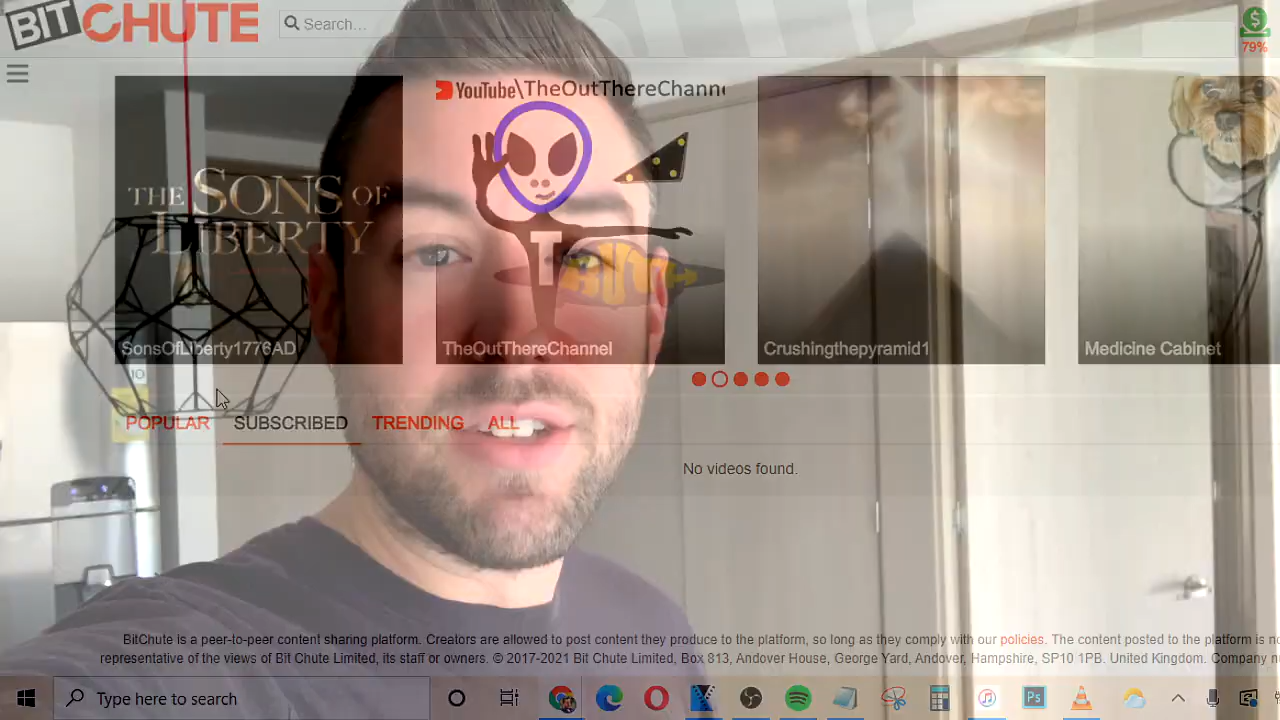 BITCHUTE
Search...
79%
YouTube\TheOutThereChann
THE SONS OF
LIBERTY
T
BIT
SonsOfLiberty1776AD
TheOutThereChannel
Crushingthepyramid1
Medicine Cabinet
POPULAR SUBSCRIBED TRENDING ALL
No videos found.
BitChute is a peer-to-peer content sharing platform. Creators are allowed to post content they produce to the platform, so long as they comply with our policies. The content posted to the platform is no
representative of the views of Bit Chute Limited, its staff or owners. © 2017-2021 Bit Chute Limited, Box 813, Andover House, George Yard, Andover, Hampshire, SP10 1PB. United Kingdom. Company n
Type here to search
Ps